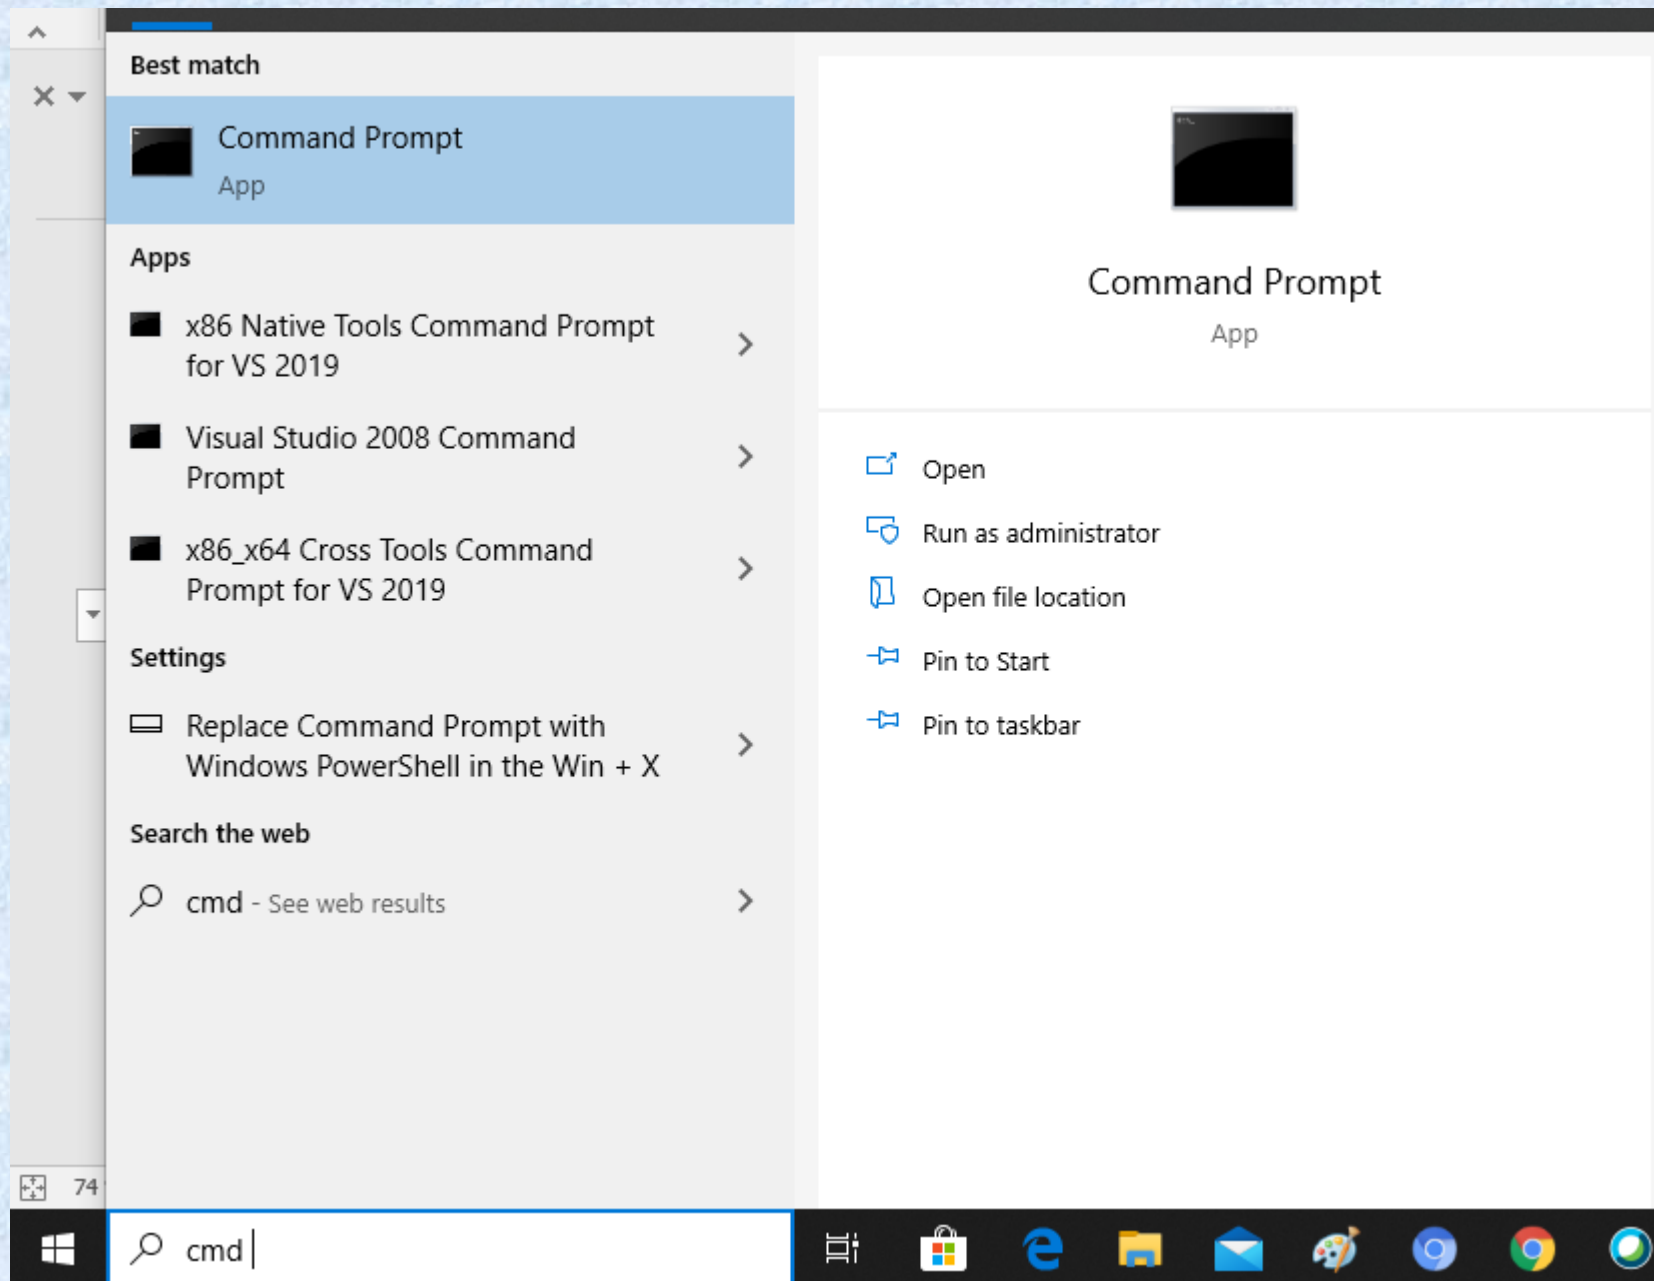 Best match
Command Prompt
App
Apps
x86 Native Tools Command Prompt
for VS 2019
Visual Studio 2008 Command
Prompt
x86_x64 Cross Tools Command
Prompt for VS 2019
Settings
Replace Command Prompt with
Windows PowerShell in the Win + X
Search the web
cmd - See web results
Command Prompt
App
Open
Run as administrator
Open file location
Pin to Start
Pin to taskbar
74
cmd